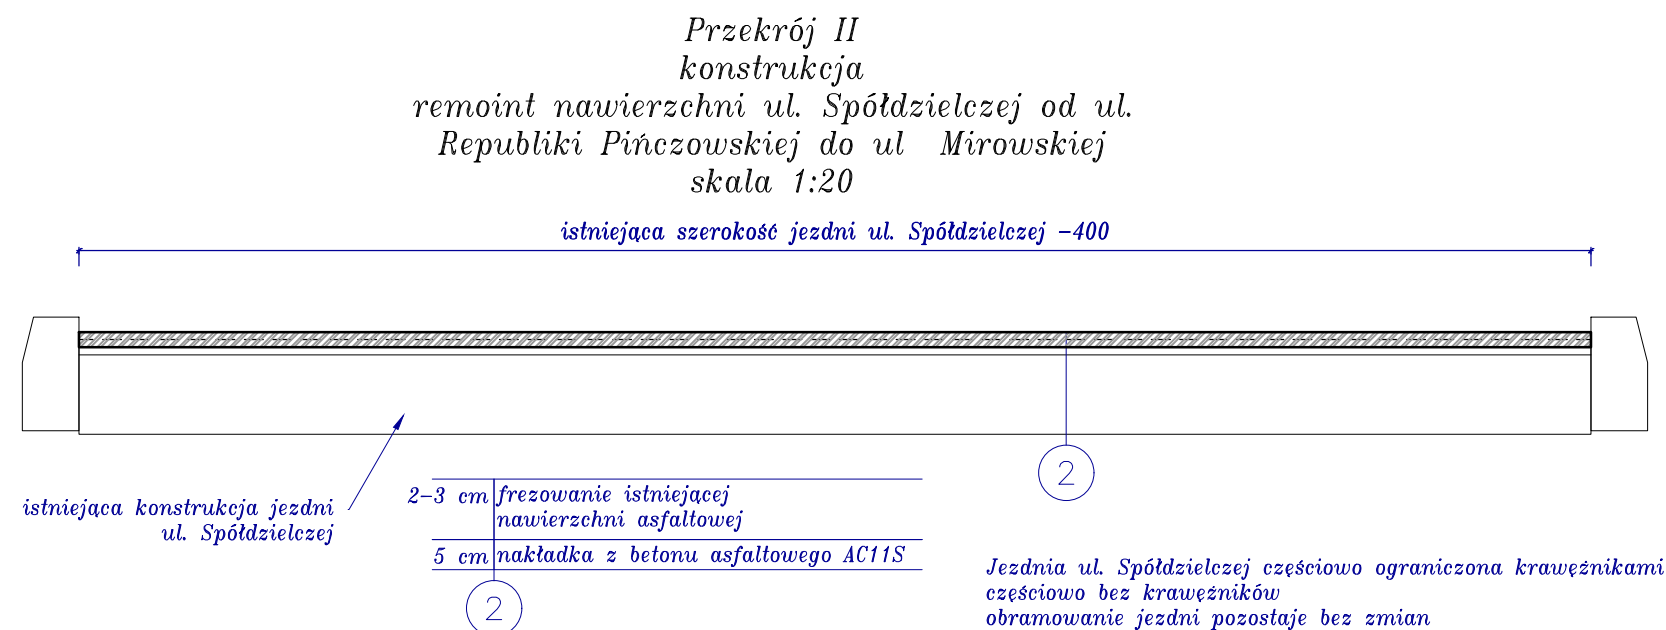 Przekrój II
konstrukcja
remoint nawierzchni ul. Spółdzielczej od ul.
Republiki Pińczowskiej do ul Mirowskiej
skala 1:20
istniejąca szerokość jezdni ul. Spółdzielczej -400
2
istniejąca konstrukcja jezdni
ul. Spółdzielczej
2-3 cm frezowanie istniejącej
nawierzchni asfaltowej
5 cm nakładka z betonu asfaltowego AC11S
2
Jezdnia ul. Spółdzielczej częściowo ograniczona krawężnikami
częściowo bez krawężników
obramowanie jezdni pozostaje bez zmian